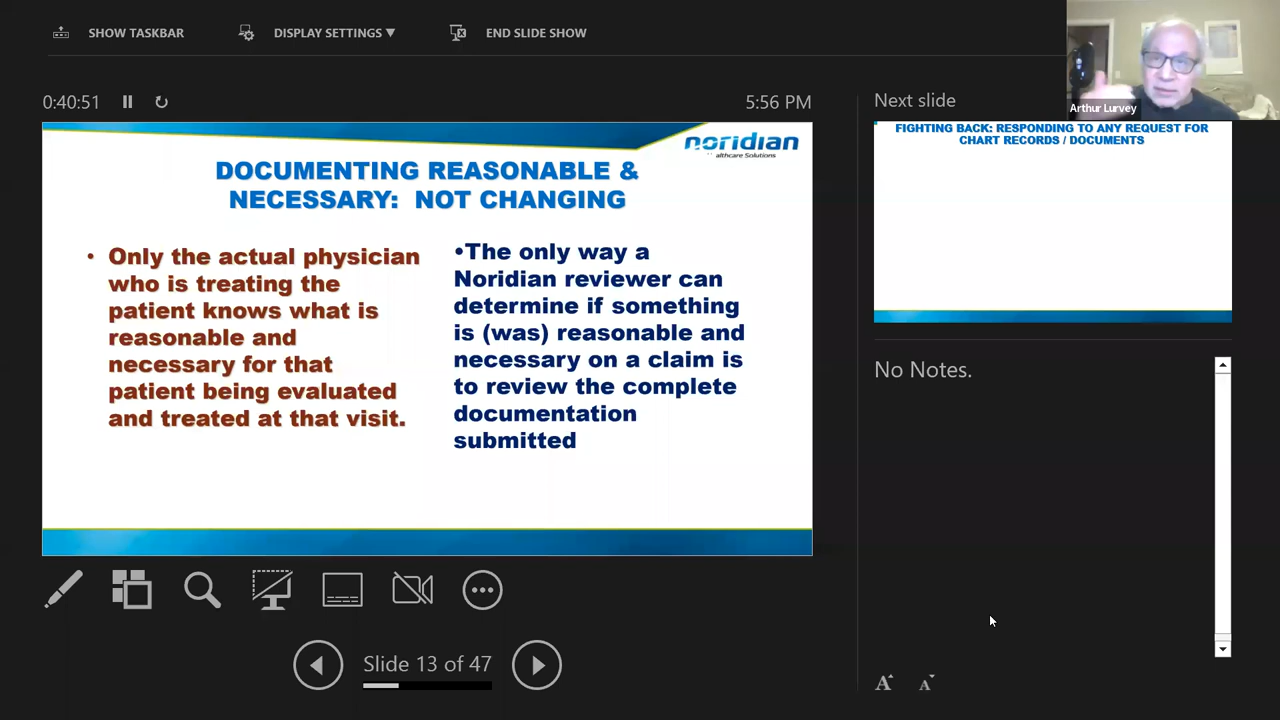 SHOW TASKBAR
DISPLAY SETTINGS ▼
END SLIDE SHOW
Arthur Lurvey
0:40:51
5:56 PM
Next slide
noridian
althcare Solutions
DOCUMENTING REASONABLE &
NECESSARY: NOT CHANGING
• Only the actual physician
who is treating the
patient knows what is
reasonable and
necessary for that
patient being evaluated
and treated at that visit.
•The only way a
Noridian reviewer can
determine if something
is (was) reasonable and
necessary on a claim is
to review the complete
documentation
submitted
FIGHTING BACK: RESPONDING TO ANY REQUEST FOR
CHART RECORDS / DOCUMENTS
No Notes.
Slide 13 of 47
A A